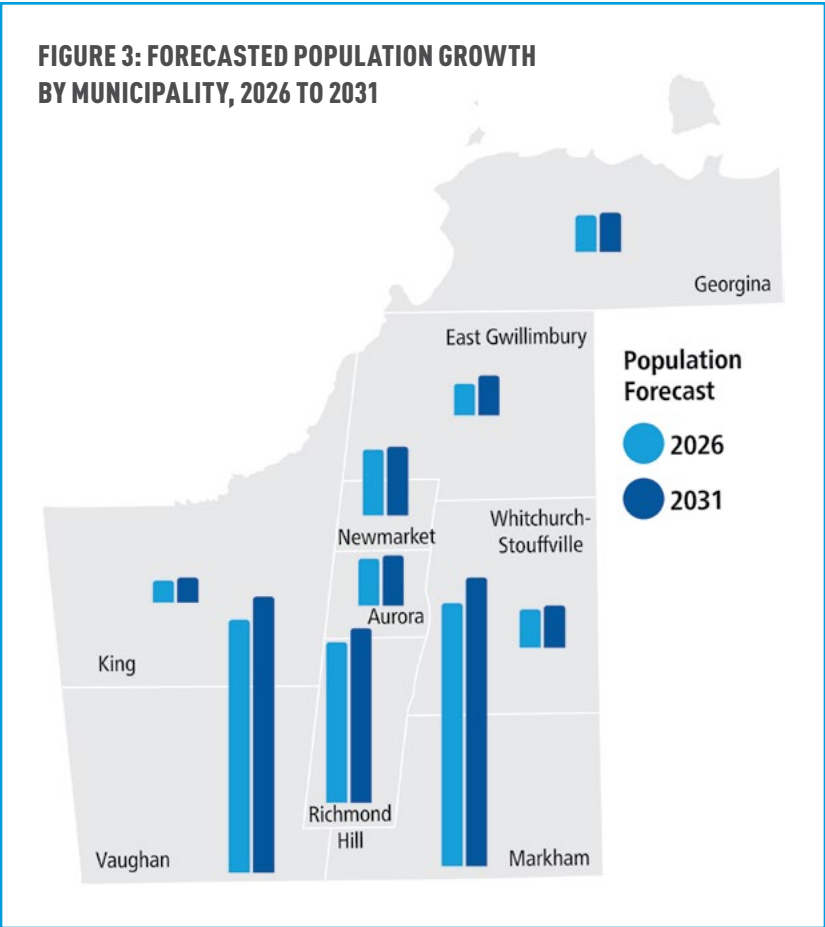 FIGURE 3: FORECASTED POPULATION GROWTH
BY MUNICIPALITY, 2026 TO 2031
Georgina
East Gwillimbury
Population
Forecast
2026
2031
Newmarket
Whitchurch-
Stouffville
Aurora
King
Richmond
Hill
Vaughan
Markham